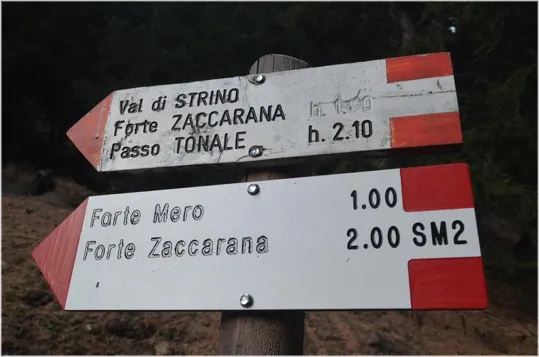 Val di STRINO
Forte ZACCARANA
Passo TONALE h. 2.10
Forte Mero 1.00
Forte Zaccarana 2.00 SM2